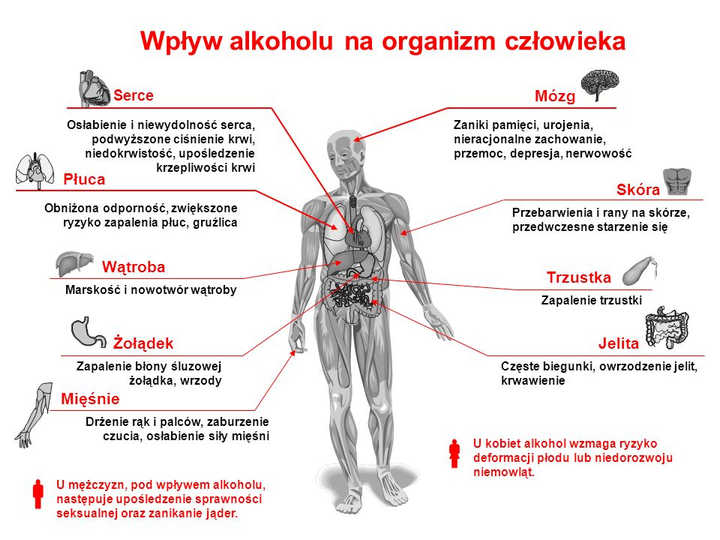 Wpływ alkoholu na organizm człowieka
Serce
Osłabienie i niewydolność serca,
podwyższone ciśnienie krwi,
niedokrwistość, upośledzenie
krzepliwości krwi
Płuca
Obniżona odporność, zwiększone
ryzyko zapalenia płuc, gruźlica
Wątroba
Marskość i nowotwór wątroby
Żołądek
Zapalenie błony śluzowej
żołądka, wrzody
Mięśnie
Drżenie rąk i palców, zaburzenie
czucia, osłabienie siły mięśni
U mężczyzn, pod wpływem alkoholu,
następuje upośledzenie sprawności
seksualnej oraz zanikanie jąder.
Mózg
Zaniki pamięci, urojenia,
nieracjonalne zachowanie,
przemoc, depresja, nerwowość
Skóra
Przebarwienia i rany na skórze,
przedwczesne starzenie się
Trzustka
Zapalenie trzustki
Jelita
Częste biegunki, owrzodzenie jelit,
krwawienie
U kobiet alkohol wzmaga ryzyko
deformacji płodu lub niedorozwoju
niemowląt.